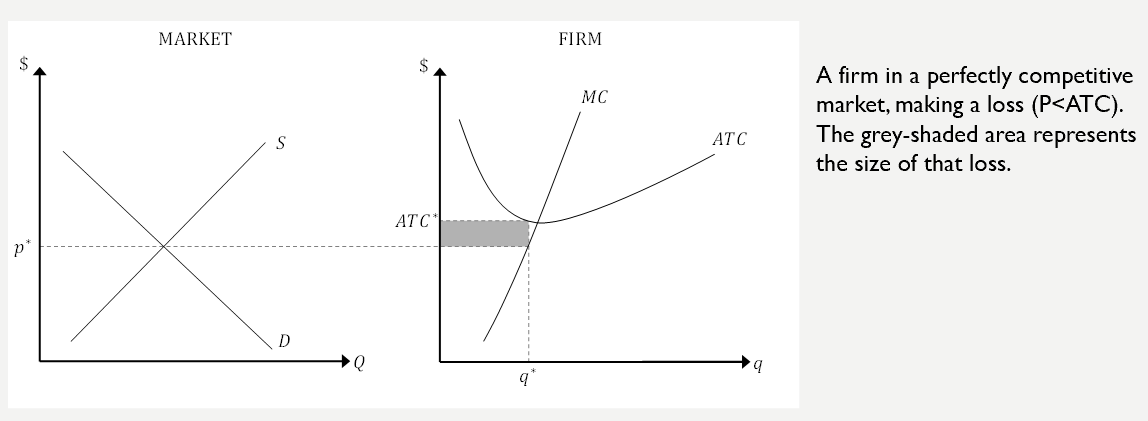 MARKET
$
S
p*
D
Q
FIRM
$
MC
ATC
ATC*
q*
q
A firm in a perfectly competitive
market, making a loss (P<ATC).
The grey-shaded area represents
the size of that loss.